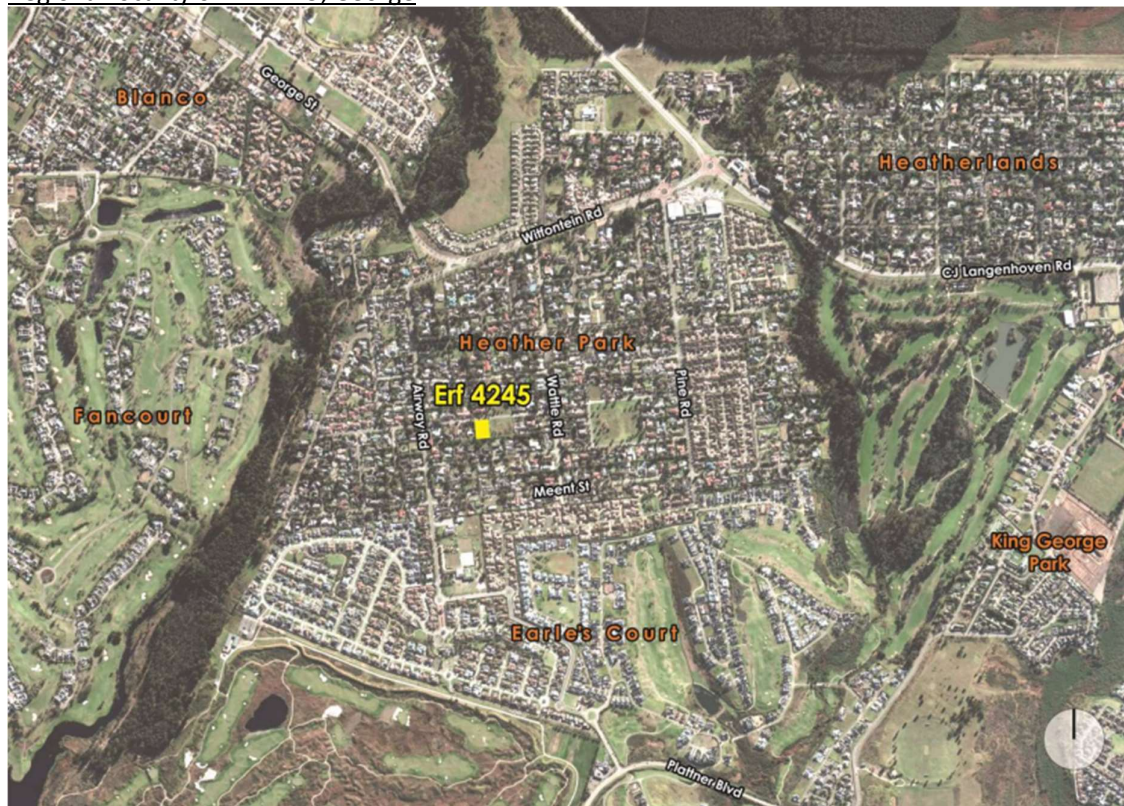 Blanco
George St
Heatherlands
Witfontein Rd
CJ Langenhoven Rd
Heather Park
Erf 4245
Airway Rd
Wattle Rd
Pine Rd
Fancourt
Meent St
King George
Park
Earle's Court
Plattner Blvd